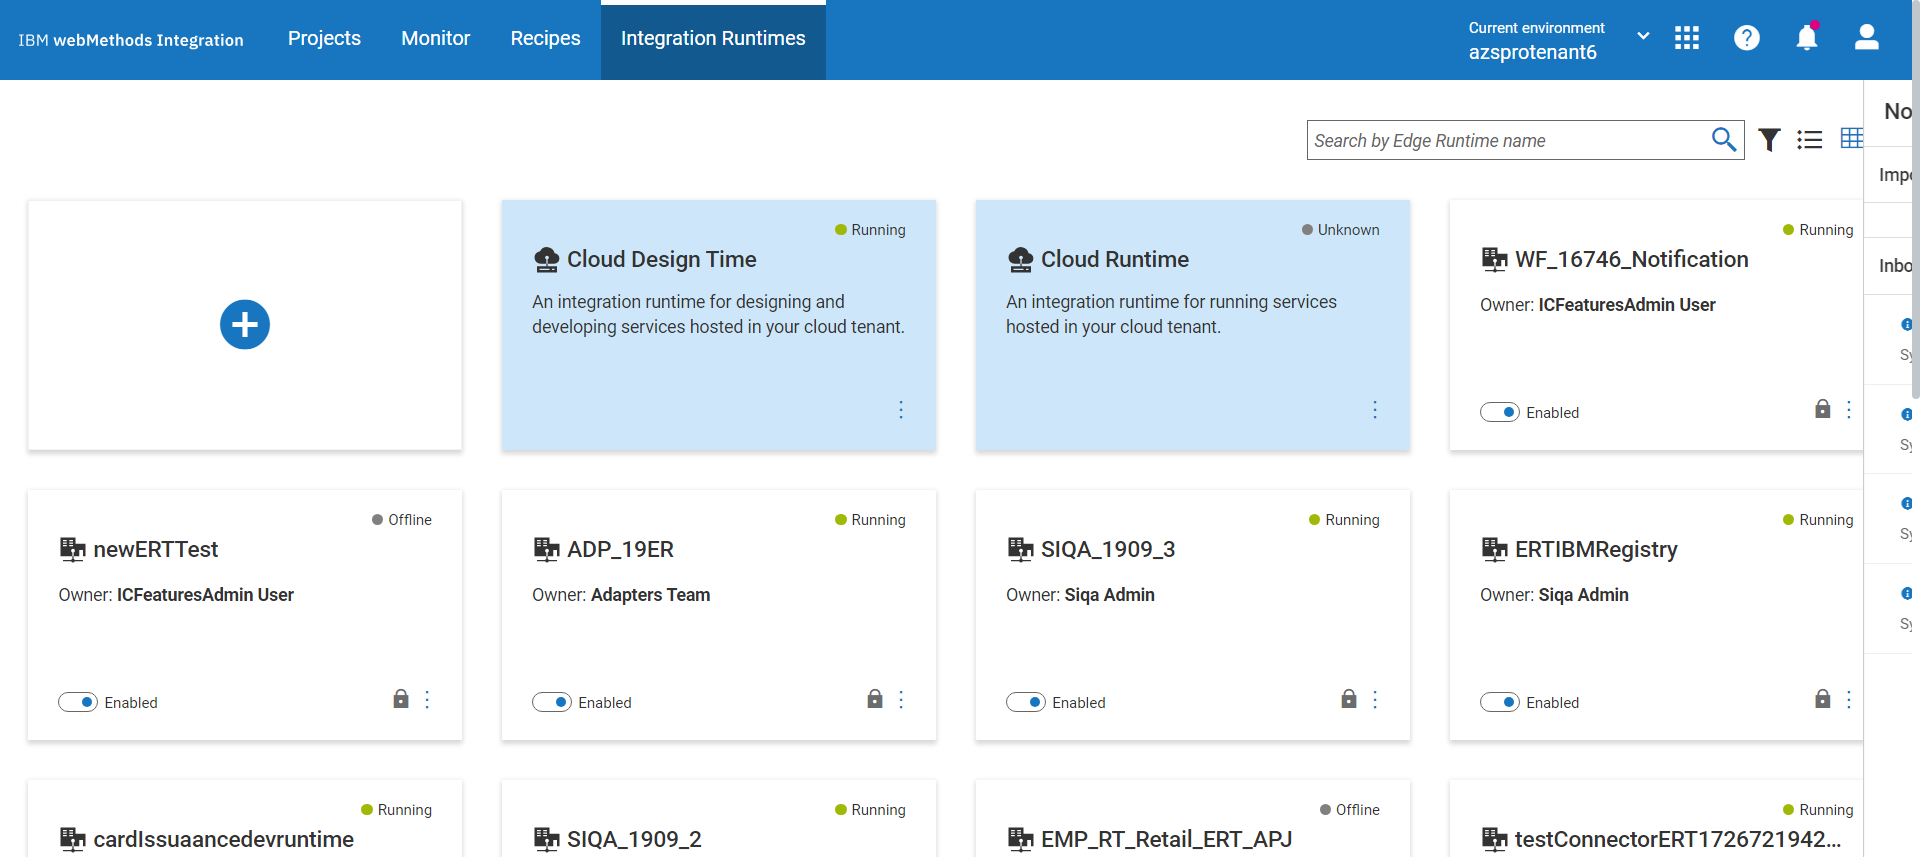 IBM webMethods Integration
Projects
Monitor
Recipes
Integration Runtimes
Current environment
azsprotenant6
No
Search by Edge Runtime name
Impo
Inbo
Running
Cloud Design Time
An integration runtime for designing and
developing services hosted in your cloud tenant.
Unknown
Cloud Runtime
An integration runtime for running services
hosted in your cloud tenant.
Running
WF_16746_Notification
Owner: ICFeaturesAdmin User
Enabled
Sy
Sy
Sy
Sy
Offline
newERTTest
Owner: ICFeaturesAdmin User
Enabled
Running
ADP_19ER
Owner: Adapters Team
Enabled
Running
SIQA_1909_3
Owner: Siqa Admin
Enabled
Running
ERTIBMRegistry
Owner: Siqa Admin
Enabled
Running
cardIssuaancedevruntime
Running
SIQA_1909_2
Offline
EMP_RT_Retail_ERT_APJ
Running
testConnectorERT1726721942...